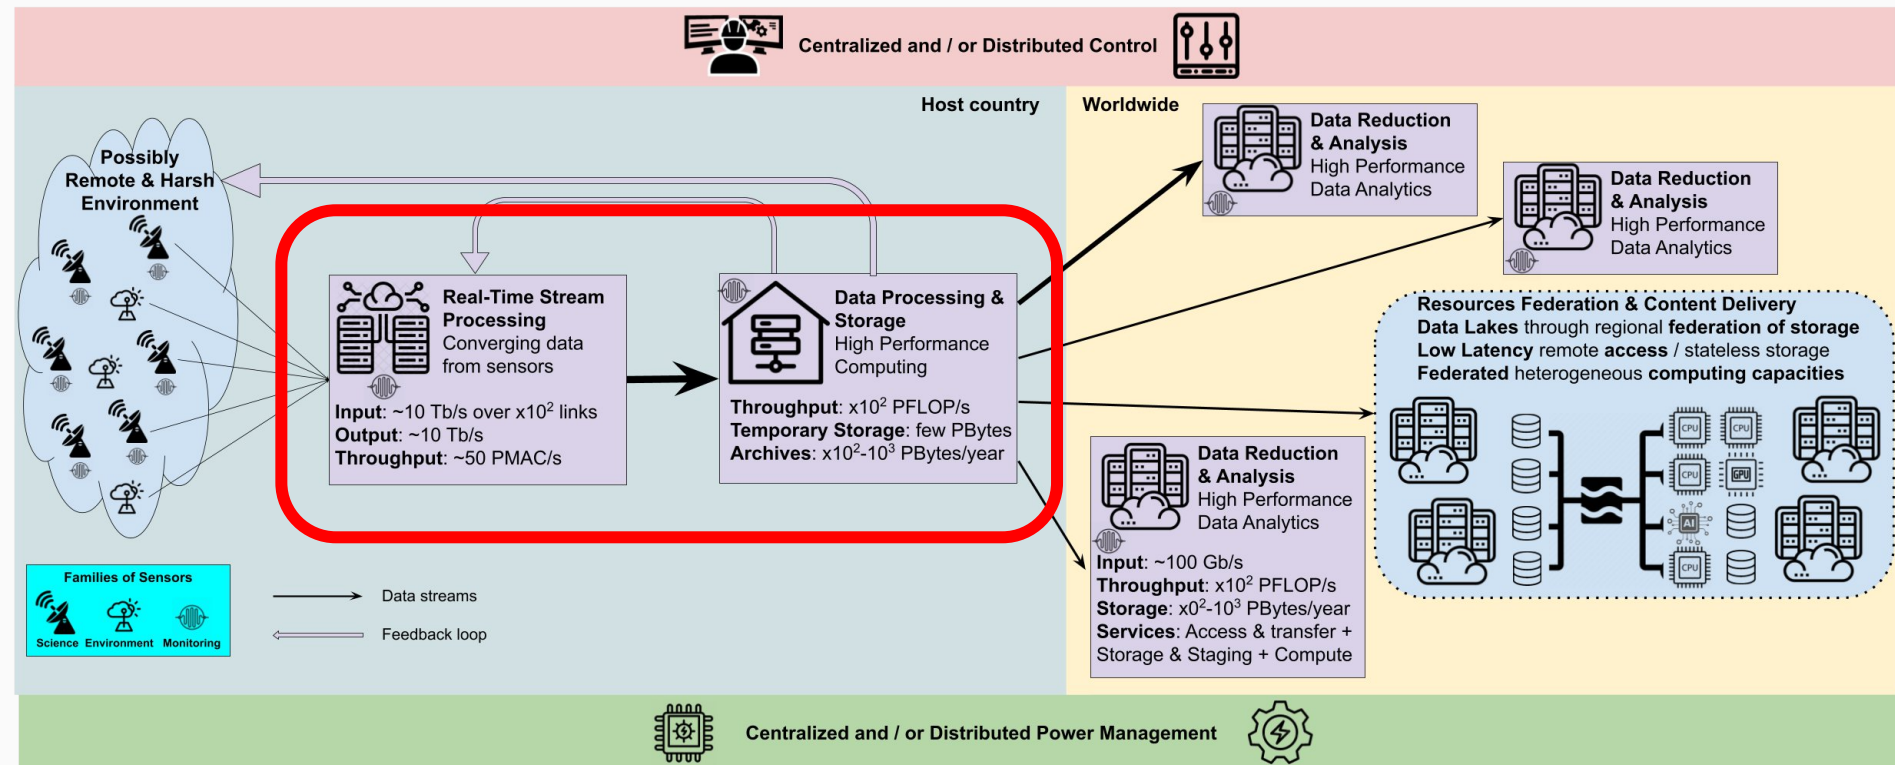 Centralized and / or Distributed Control
Host country
Worldwide
Possibly
Remote & Harsh
Environment
Real-Time Stream
Processing
Converging data
from sensors
Input: ~10 Tb/s over x10² links
Output: ~10 Tb/s
Throughput: ~50 PMAC/s
Data Processing &
Storage
High Performance
Computing
Throughput: x10² PFLOP/s
Temporary Storage: few PBytes
Archives: x10²-10³ PBytes/year
Data Reduction
& Analysis
High Performance
Data Analytics
Data Reduction
& Analysis
High Performance
Data Analytics
Resources Federation & Content Delivery
Data Lakes through regional federation of storage
Low Latency remote access / stateless storage
Federated heterogeneous computing capacities
CPU
CPU
CPU
GPU
AI
CPU
Data Reduction
& Analysis
High Performance
Data Analytics
Input: ~100 Gb/s
Throughput: x10² PFLOP/s
Storage: x0²-10³ PBytes/year
Services: Access & transfer +
Storage & Staging + Compute
Families of Sensors
Science Environment Monitoring
Data streams
Feedback loop
Centralized and / or Distributed Power Management